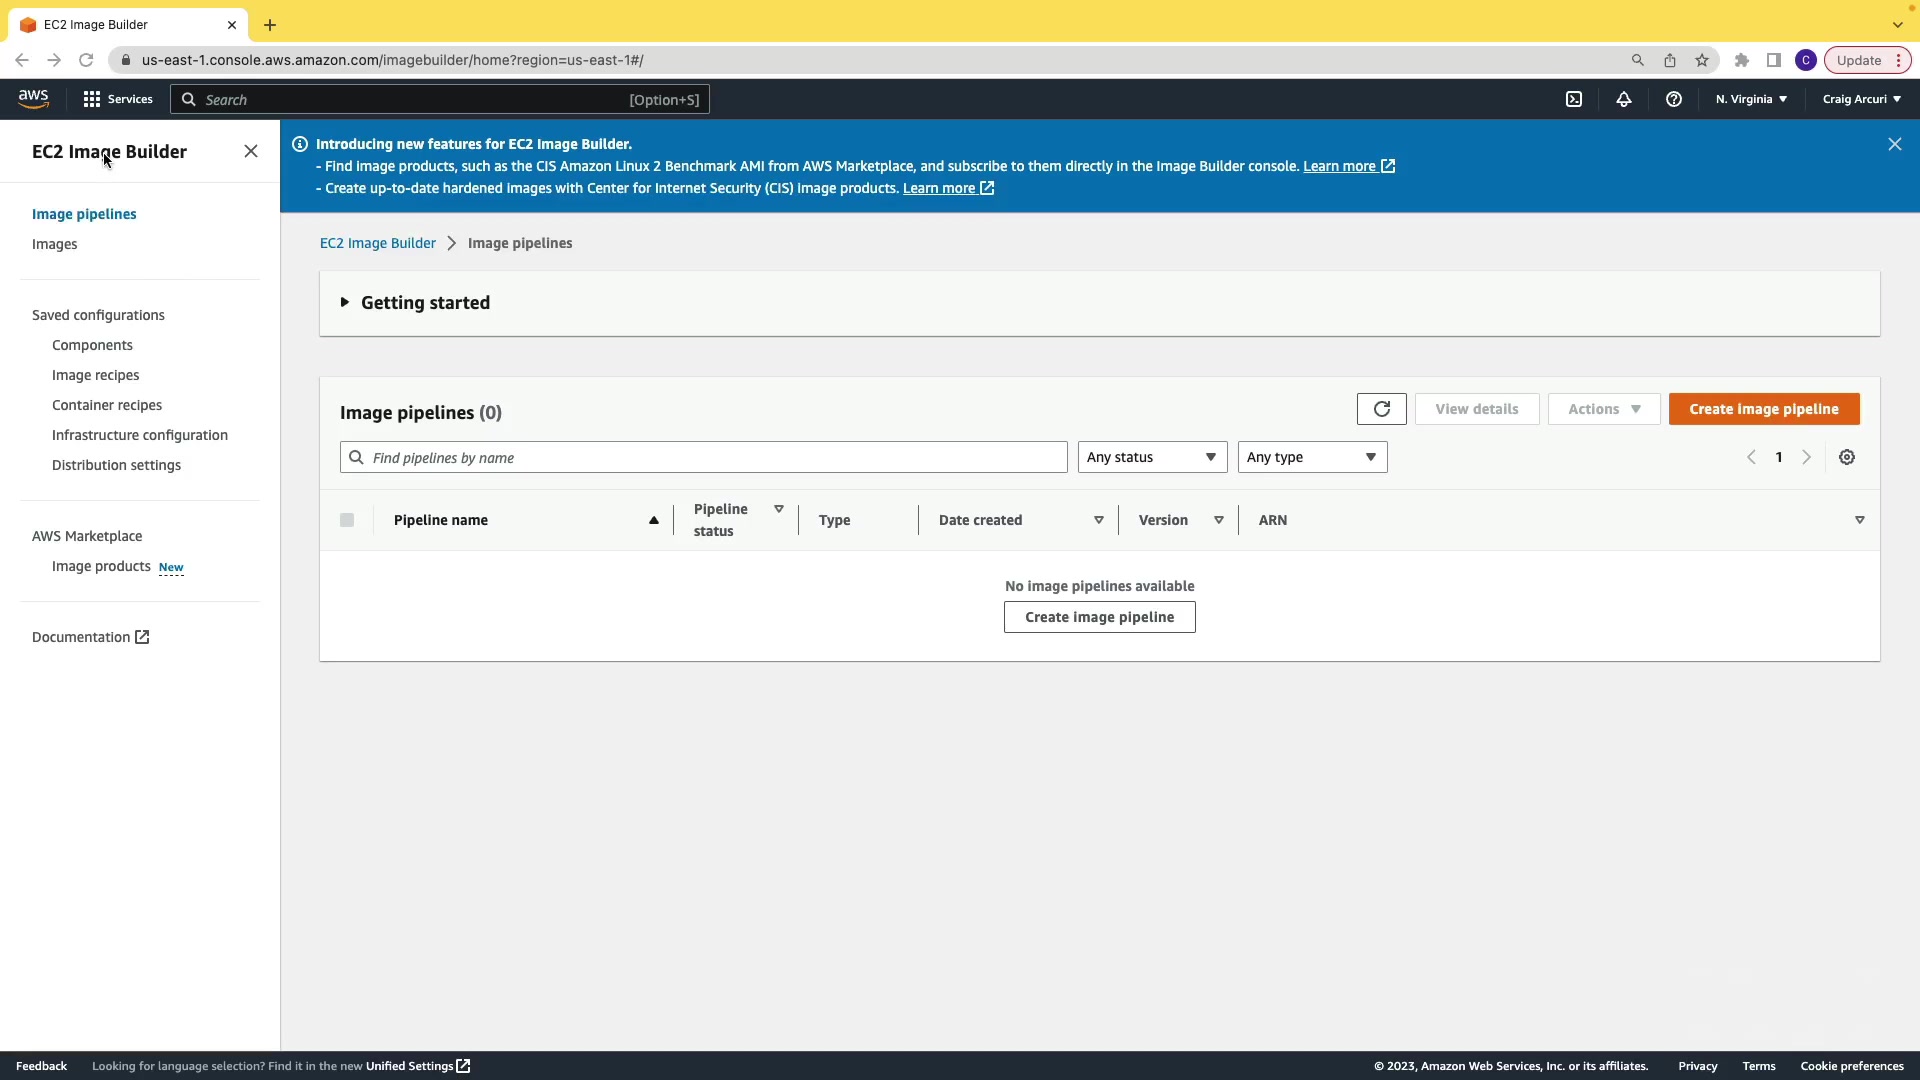 EC2 Image Builder
us-east-1.console.aws.amazon.com/imagebuilder/home?region=us-east-1#/
C
Update
aws
Services
Search
[Option+S]
N. Virginia
Craig Arcuri
EC2 Image Builder
Introducing new features for EC2 Image Builder.
- Find image products, such as the CIS Amazon Linux 2 Benchmark AMI from AWS Marketplace, and subscribe to them directly in the Image Builder console. Learn more
- Create up-to-date hardened images with Center for Internet Security (CIS) image products. Learn more
Image pipelines
Images
Saved configurations
Components
Image recipes
Container recipes
Infrastructure configuration
Distribution settings
AWS Marketplace
Image products New
Documentation
EC2 Image Builder
Image pipelines
Getting started
Image pipelines (0)
View details
Actions
Create image pipeline
Find pipelines by name
Any status
Any type
1
Pipeline name
Pipeline
status
Type
Date created
Version
ARN
No image pipelines available
Create image pipeline
Feedback
Looking for language selection? Find it in the new Unified Settings
© 2023, Amazon Web Services, Inc. or its affiliates.
Privacy
Terms
Cookie preferences